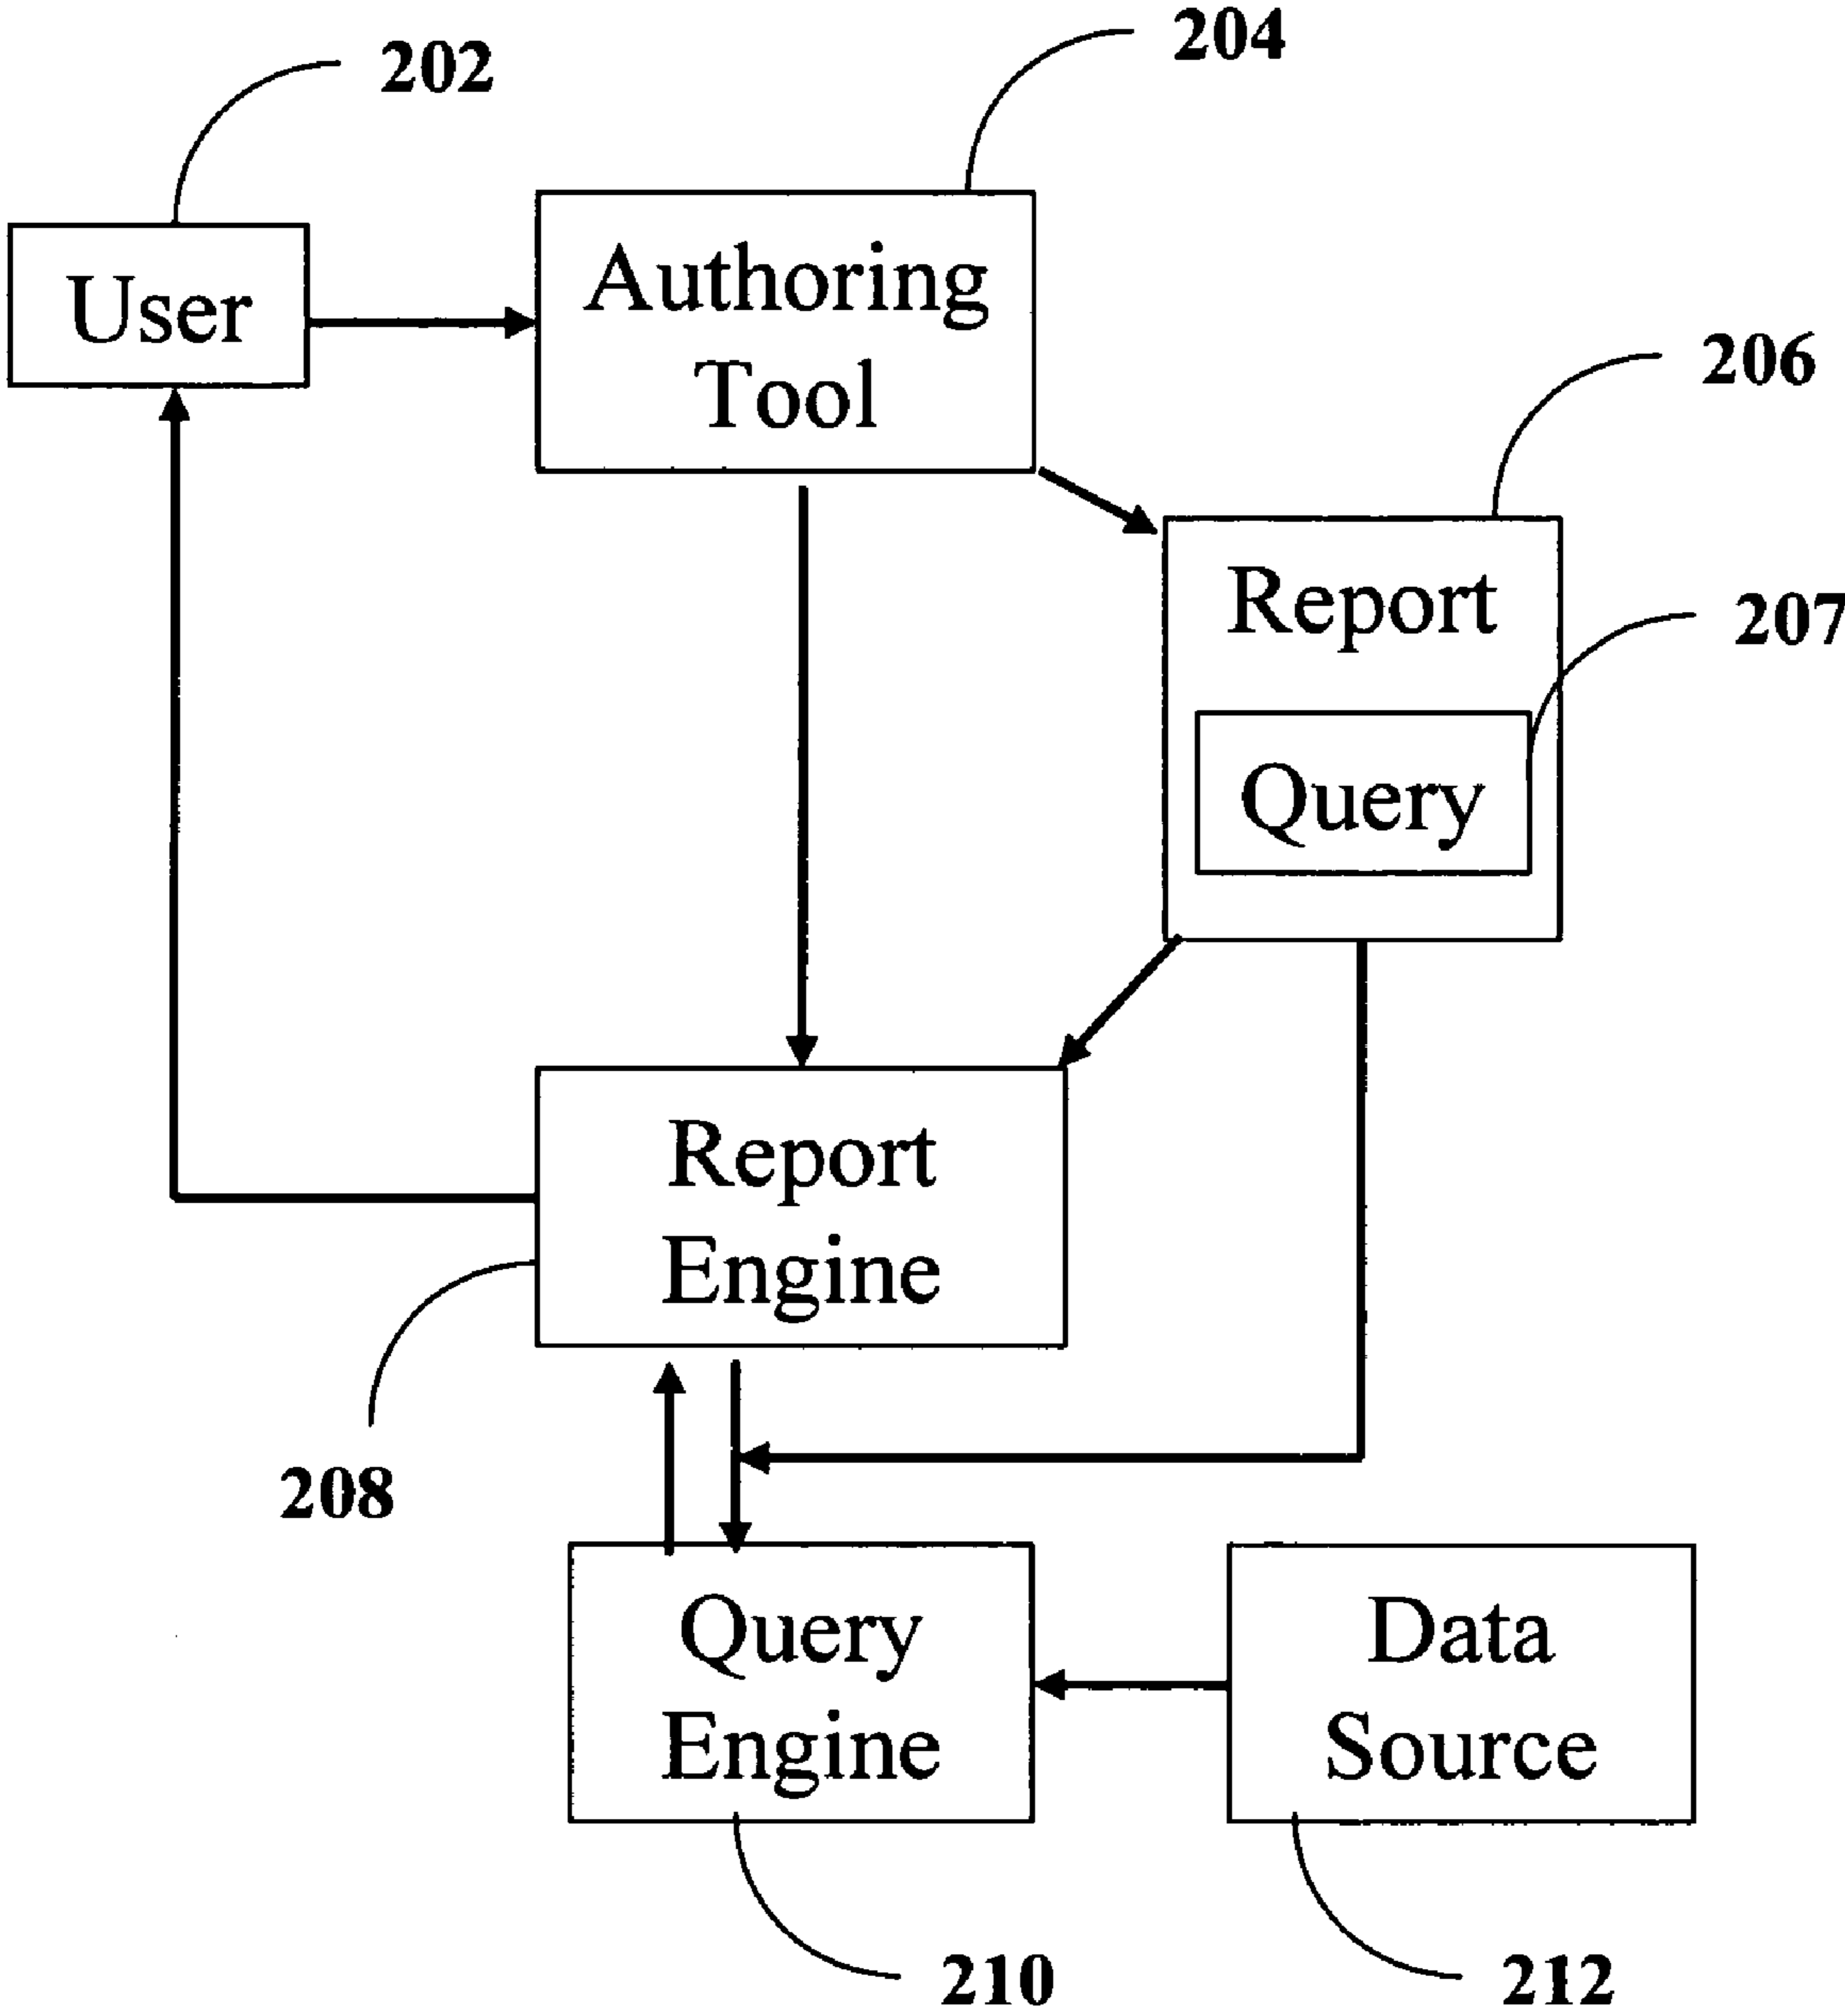 202
204
User
Authoring
Tool
206
Report
207
Query
Report
Engine
208
Query
Engine
Data
Source
210
212